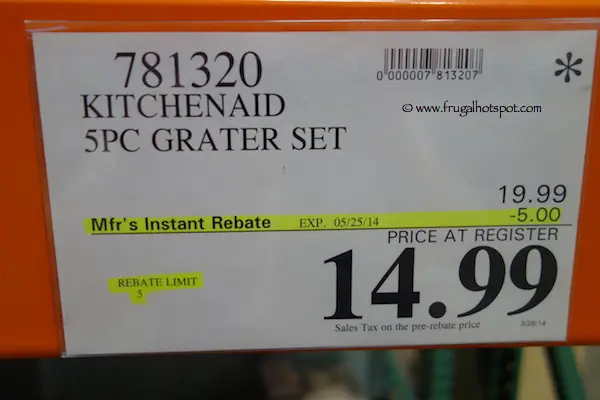 781320
0 000007 813207
*
KITCHENAID
© www.frugalhotspot.com
5PC GRATER SET
19.99
Mfr's Instant Rebate EXP. 05/25/14 -5.00
PRICE AT REGISTER
14.99
REBATE LIMIT
5
Sales Tax on the pre-rebate price
3/28/14